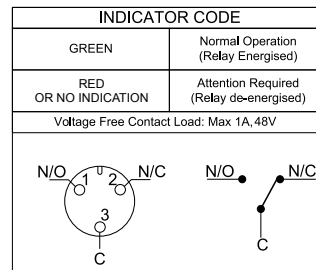 INDICATOR CODE
GREEN
Normal Operation
(Relay Energised)
RED
OR NO INDICATION
Attention Required
(Relay de-energised)
Voltage Free Contact Load: Max 1A,48V
N/O 1 2 N/C
3
C
N/O N/C
C